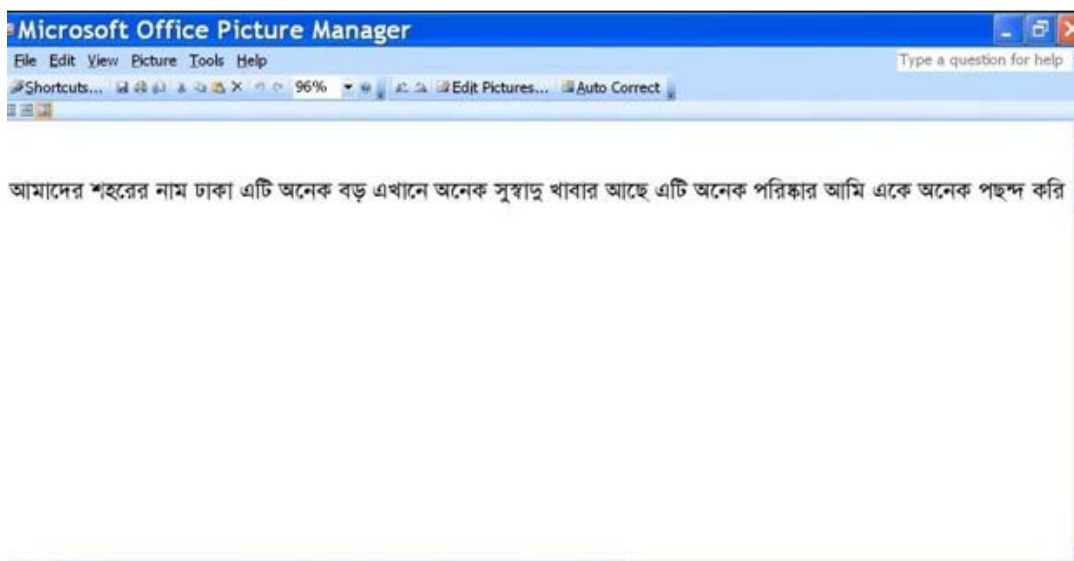 Microsoft Office Picture Manager
File Edit View Picture Tools Help Type a question for help
Shortcuts... 96% Edit Pictures... Auto Correct
আমাদের শহরের নাম ঢাকা এটি অনেক বড় এখানে অনেক সুস্বাদু খাবার আছে এটি অনেক পরিষ্কার আমি একে অনেক পছন্দ করি